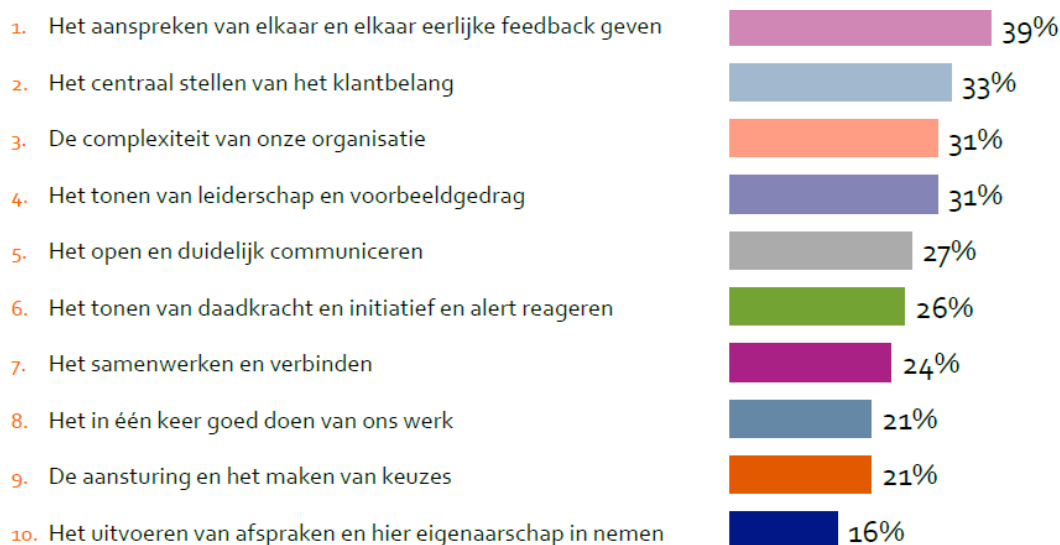 1. Het aanspreken van elkaar en elkaar eerlijke feedback geven 39%
2. Het centraal stellen van het klantbelang 33%
3. De complexiteit van onze organisatie 31%
4. Het tonen van leiderschap en voorbeeldgedrag 31%
5. Het open en duidelijk communiceren 27%
6. Het tonen van daadkracht en initiatief en alert reageren 26%
7. Het samenwerken en verbinden 24%
8. Het in één keer goed doen van ons werk 21%
9. De aansturing en het maken van keuzes 21%
10. Het uitvoeren van afspraken en hier eigenaarschap in nemen 16%